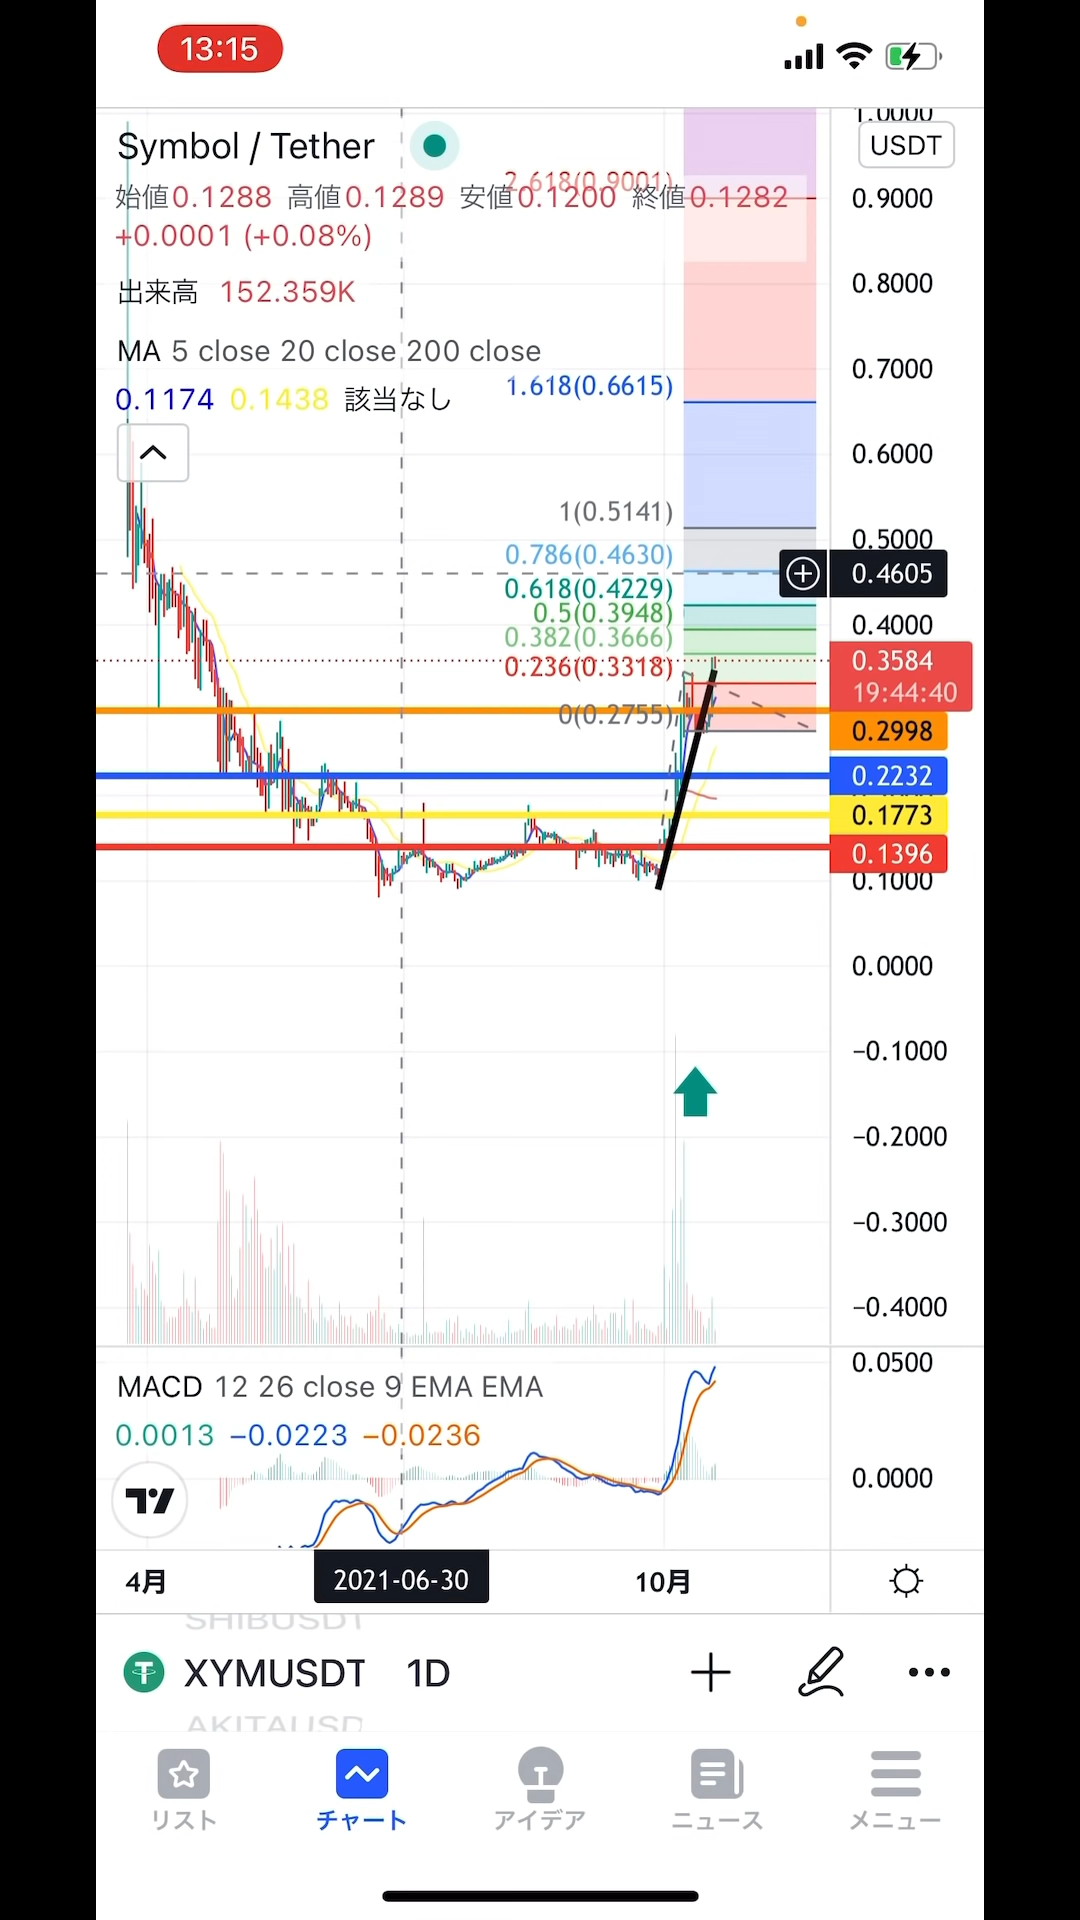 13:15
1.0000
Symbol / Tether
USDT
2.618(0.9001)
始値0.1288 高値0.1289 安値0.1200 終値0.1282
0.9000
+0.0001 (+0.08%)
出来高 152.359K
0.8000
MA 5 close 20 close 200 close
0.7000
1.618(0.6615)
0.1174 0.1438 該当なし
0.6000
1(0.5141)
0.5000
0.786(0.4630)
0.4605
0.618(0.4229)
0.5(0.3948)
0.4000
0.382(0.3666)
0.236(0.3318)
0.3584
19:44:40
0(0.2755)
0.2998
0.2232
0.1773
0.1396
0.1000
0.0000
−0.1000
−0.2000
−0.3000
−0.4000
0.0500
MACD 12 26 close 9 EMA EMA
0.0013 −0.0223 −0.0236
0.0000
4月 2021-06-30 10月
SHIBUSDT
XYMUSDT 1D
AKITAUSD
リスト チャート アイデア ニュース メニュー